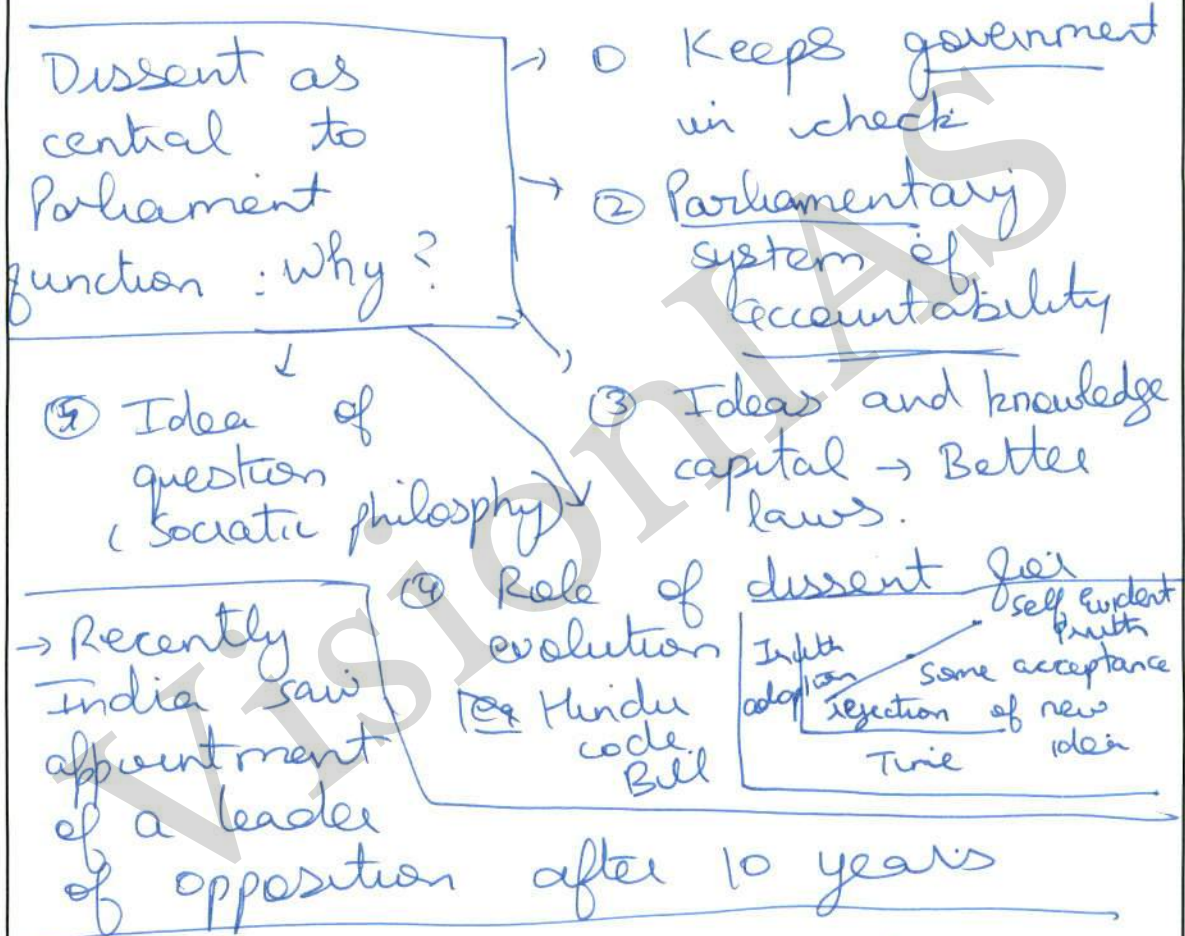 Dissent as
central to
Parliament
function : Why ?
→ ① Keeps government
in check
→ ② Parliamentary
system of
accountability
③ Ideas and knowledge
capital → Better
laws.
④ Role of dissent for
evolution
Eg Hindu
code
Bill
self evident
truth
some acceptance
rejection of new
idea
Time
⑤ Idea of
question
( Socratic philosphy)
→ Recently
India saw
appointment
of a leader
of opposition after 10 years
VisionIAS